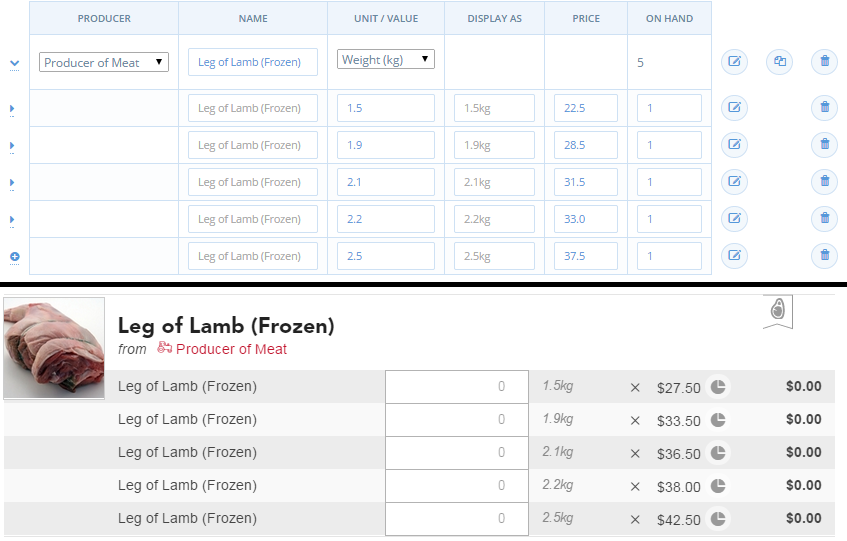 PRODUCER NAME UNIT / VALUE DISPLAY AS PRICE ON HAND
Producer of Meat Leg of Lamb (Frozen) Weight (kg) 5
Leg of Lamb (Frozen) 1.5 1.5kg 22.5 1
Leg of Lamb (Frozen) 1.9 1.9kg 28.5 1
Leg of Lamb (Frozen) 2.1 2.1kg 31.5 1
Leg of Lamb (Frozen) 2.2 2.2kg 33.0 1
Leg of Lamb (Frozen) 2.5 2.5kg 37.5 1
Leg of Lamb (Frozen)
from Producer of Meat
Leg of Lamb (Frozen) 0 1.5kg × $27.50 $0.00
Leg of Lamb (Frozen) 0 1.9kg × $33.50 $0.00
Leg of Lamb (Frozen) 0 2.1kg × $36.50 $0.00
Leg of Lamb (Frozen) 0 2.2kg × $38.00 $0.00
Leg of Lamb (Frozen) 0 2.5kg × $42.50 $0.00